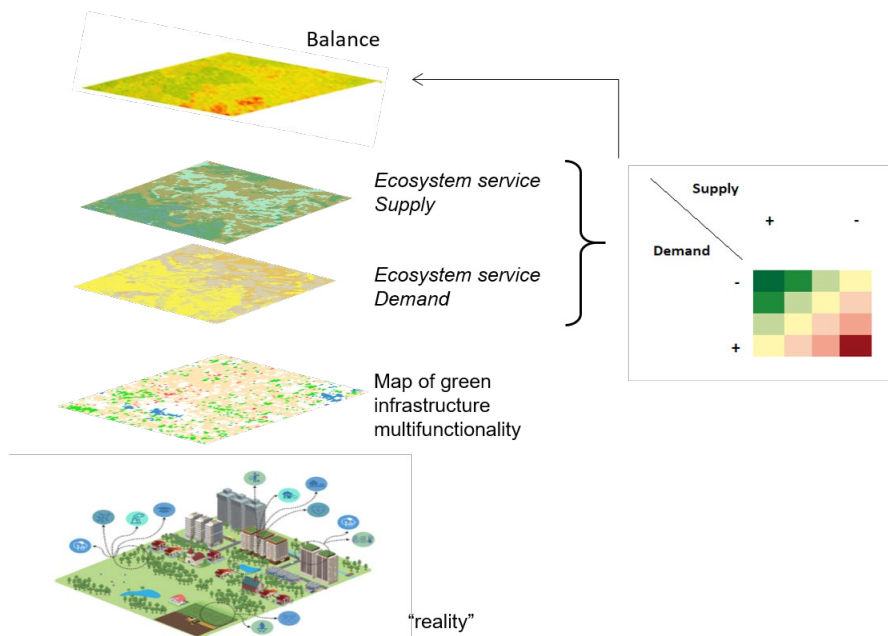 Balance
Ecosystem service
Supply
Ecosystem service
Demand
Map of green
infrastructure
multifunctionality
"reality"
Supply
+ -
Demand
-
+